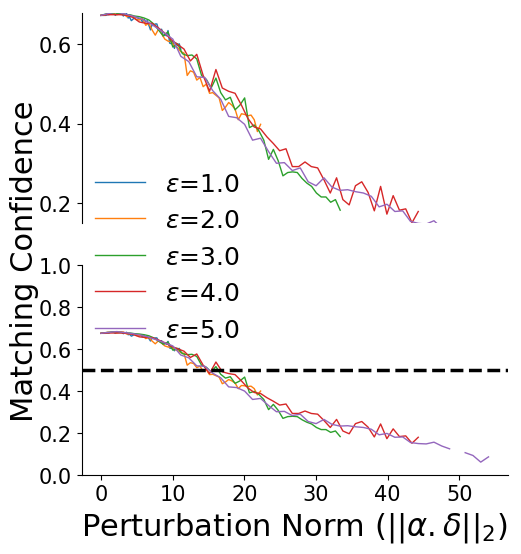 0.6
0.4
0.2
Matching Confidence
ε=1.0
ε=2.0
ε=3.0
ε=4.0
ε=5.0
1.0
0.8
0.6
0.4
0.2
0.0
0 10 20 30 40 50
Perturbation Norm (||α.δ||₂)